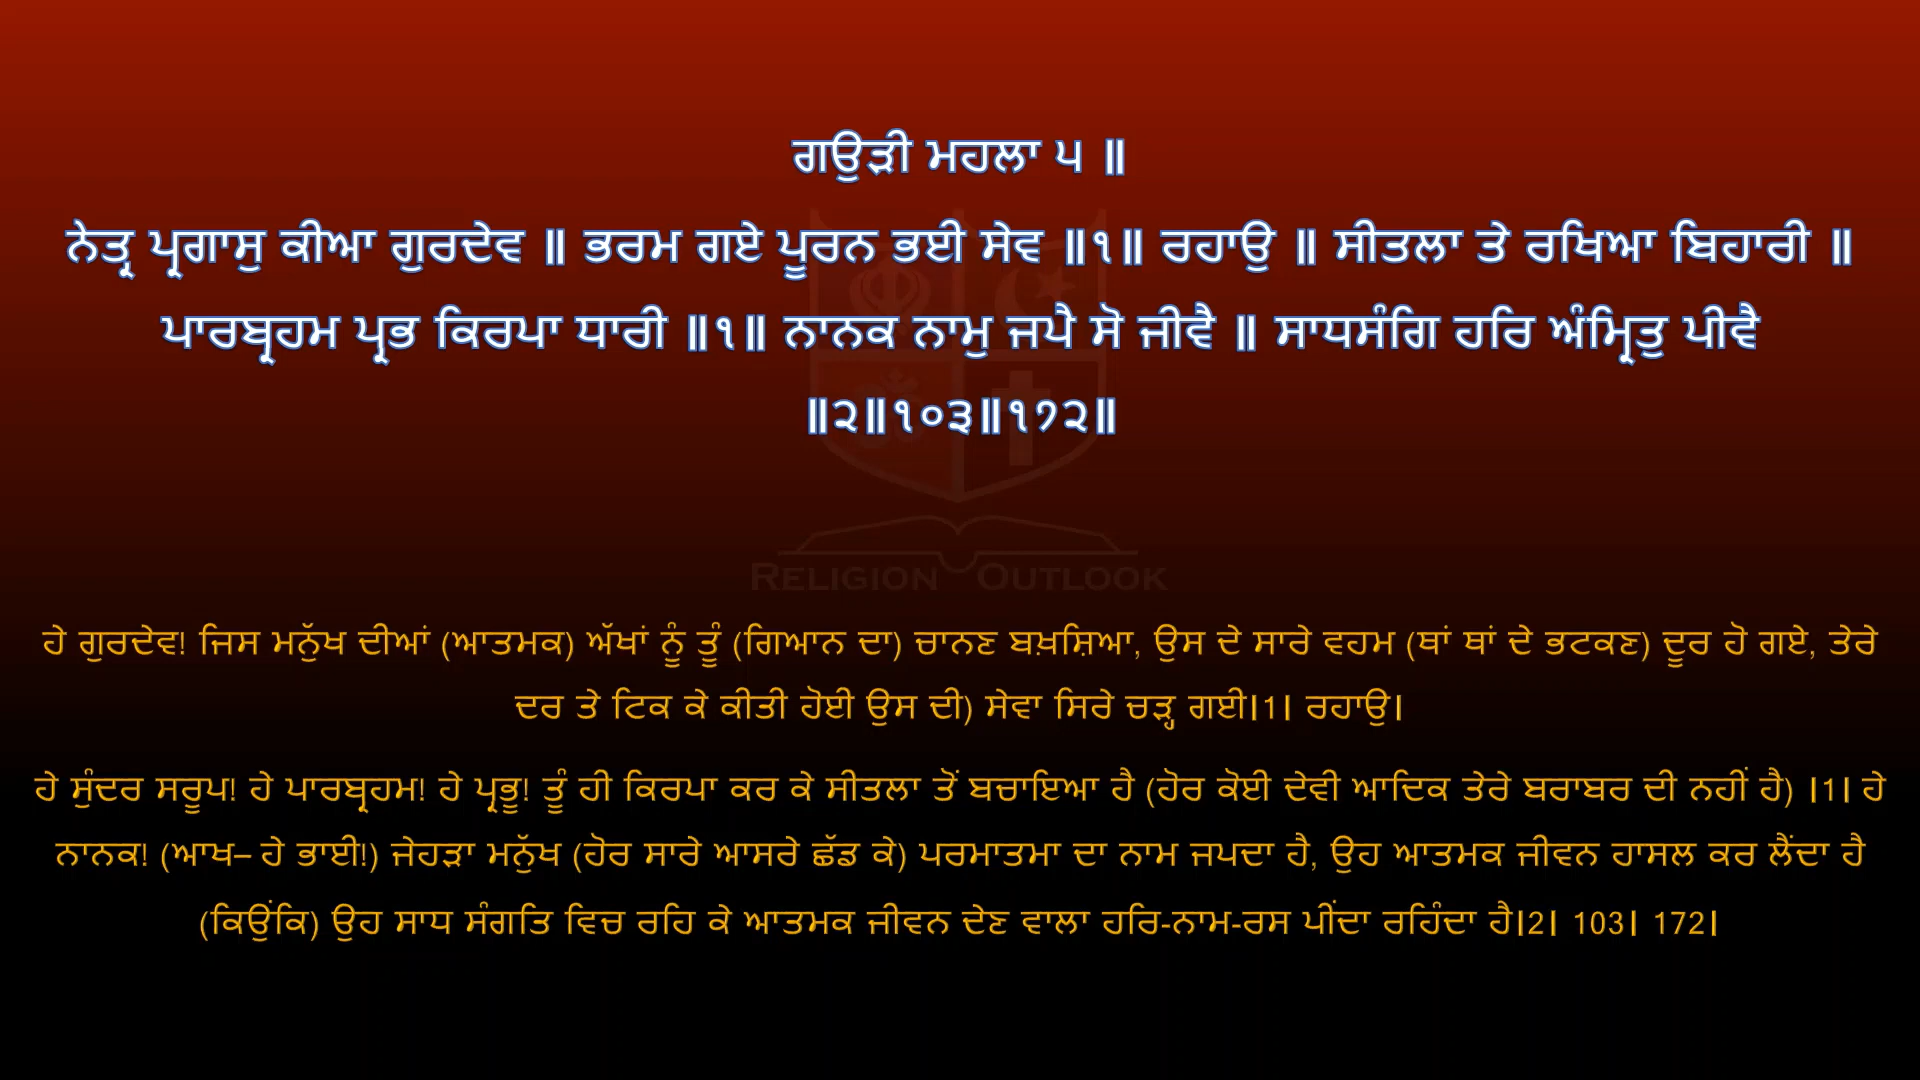 ਗਉੜੀ ਮਹਲਾ ੫ ॥
ਨੇਤ੍ਰ ਪ੍ਰਗਾਸੁ ਕੀਆ ਗੁਰਦੇਵ ॥ ਭਰਮ ਗਏ ਪੂਰਨ ਭਈ ਸੇਵ ॥੧॥ ਰਹਾਉ ॥ ਸੀਤਲਾ ਤੇ ਰਖਿਆ ਬਿਹਾਰੀ ॥
ਪਾਰਬ੍ਰਹਮ ਪ੍ਰਭ ਕਿਰਪਾ ਧਾਰੀ ॥੧॥ ਨਾਨਕ ਨਾਮੁ ਜਪੈ ਸੋ ਜੀਵੈ ॥ ਸਾਧਸੰਗਿ ਹਰਿ ਅੰਮ੍ਰਿਤੁ ਪੀਵੈ
॥੨॥੧੦੩॥੧੭੨॥
RELIGION OUTLOOK
ਹੇ ਗੁਰਦੇਵ! ਜਿਸ ਮਨੁੱਖ ਦੀਆਂ (ਆਤਮਕ) ਅੱਖਾਂ ਨੂੰ ਤੂੰ (ਗਿਆਨ ਦਾ) ਚਾਨਣ ਬਖ਼ਸ਼ਿਆ, ਉਸ ਦੇ ਸਾਰੇ ਵਹਮ (ਥਾਂ ਥਾਂ ਦੇ ਭਟਕਣ) ਦੂਰ ਹੋ ਗਏ, ਤੇਰੇ
ਦਰ ਤੇ ਟਿਕ ਕੇ ਕੀਤੀ ਹੋਈ ਉਸ ਦੀ) ਸੇਵਾ ਸਿਰੇ ਚੜ੍ਹ ਗਈ।1। ਰਹਾਉ।
ਹੇ ਸੁੰਦਰ ਸਰੂਪ! ਹੇ ਪਾਰਬ੍ਰਹਮ! ਹੇ ਪ੍ਰਭੂ! ਤੂੰ ਹੀ ਕਿਰਪਾ ਕਰ ਕੇ ਸੀਤਲਾ ਤੋਂ ਬਚਾਇਆ ਹੈ (ਹੋਰ ਕੋਈ ਦੇਵੀ ਆਦਿਕ ਤੇਰੇ ਬਰਾਬਰ ਦੀ ਨਹੀਂ ਹੈ) ।1। ਹੇ
ਨਾਨਕ! (ਆਖ– ਹੇ ਭਾਈ!) ਜੇਹੜਾ ਮਨੁੱਖ (ਹੋਰ ਸਾਰੇ ਆਸਰੇ ਛੱਡ ਕੇ) ਪਰਮਾਤਮਾ ਦਾ ਨਾਮ ਜਪਦਾ ਹੈ, ਉਹ ਆਤਮਕ ਜੀਵਨ ਹਾਸਲ ਕਰ ਲੈਂਦਾ ਹੈ
(ਕਿਉਂਕਿ) ਉਹ ਸਾਧ ਸੰਗਤਿ ਵਿਚ ਰਹਿ ਕੇ ਆਤਮਕ ਜੀਵਨ ਦੇਣ ਵਾਲਾ ਹਰਿ-ਨਾਮ-ਰਸ ਪੀਂਦਾ ਰਹਿੰਦਾ ਹੈ।2। 103। 172।